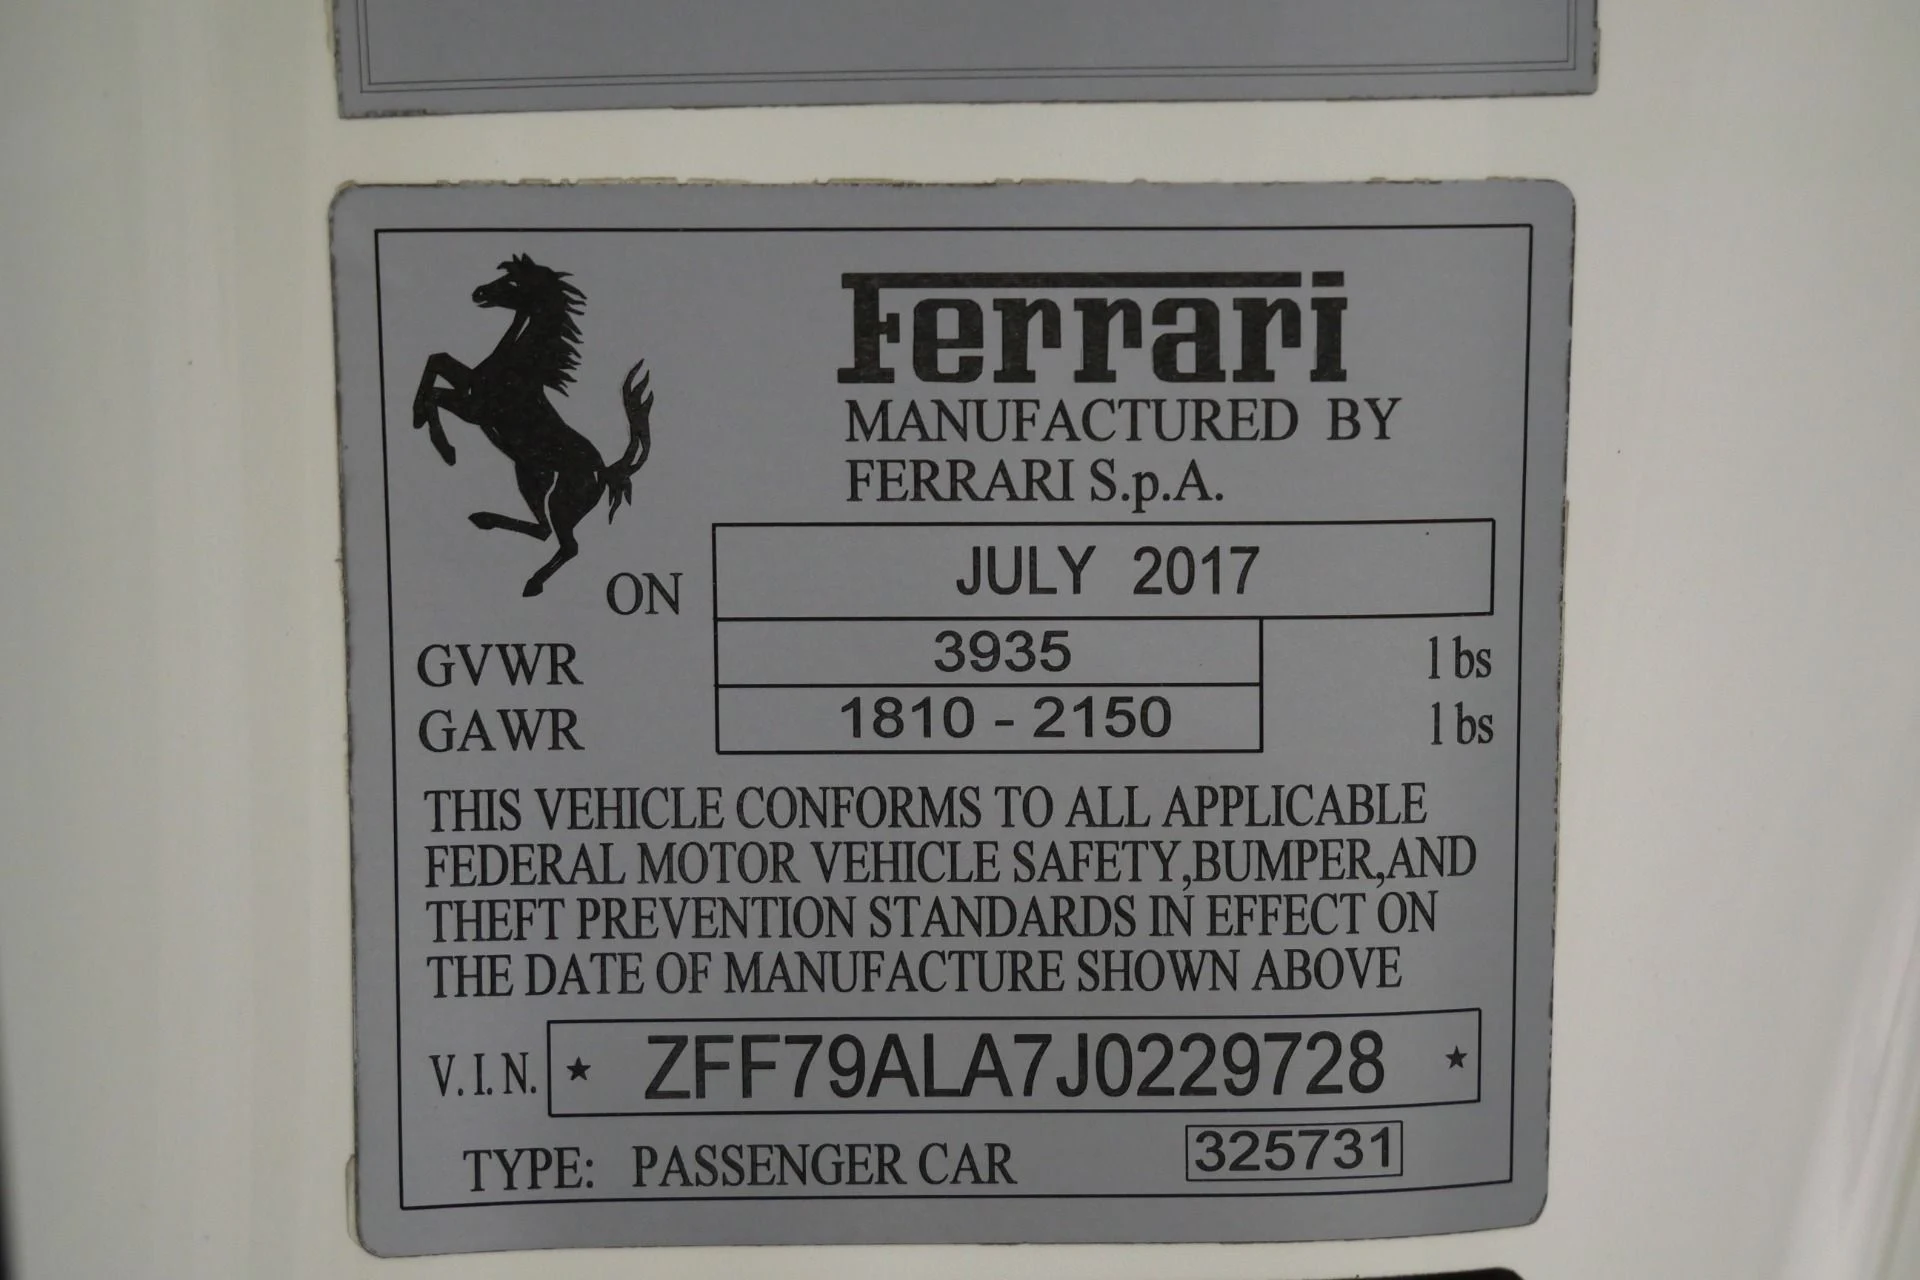 Ferrari
MANUFACTURED BY
FERRARI S.p.A.
ON JULY 2017
GVWR 3935 lbs
GAWR 1810 - 2150 lbs
THIS VEHICLE CONFORMS TO ALL APPLICABLE
FEDERAL MOTOR VEHICLE SAFETY,BUMPER,AND
THEFT PREVENTION STANDARDS IN EFFECT ON
THE DATE OF MANUFACTURE SHOWN ABOVE
V.I.N. ★ ZFF79ALA7J0229728 ★
TYPE: PASSENGER CAR 325731